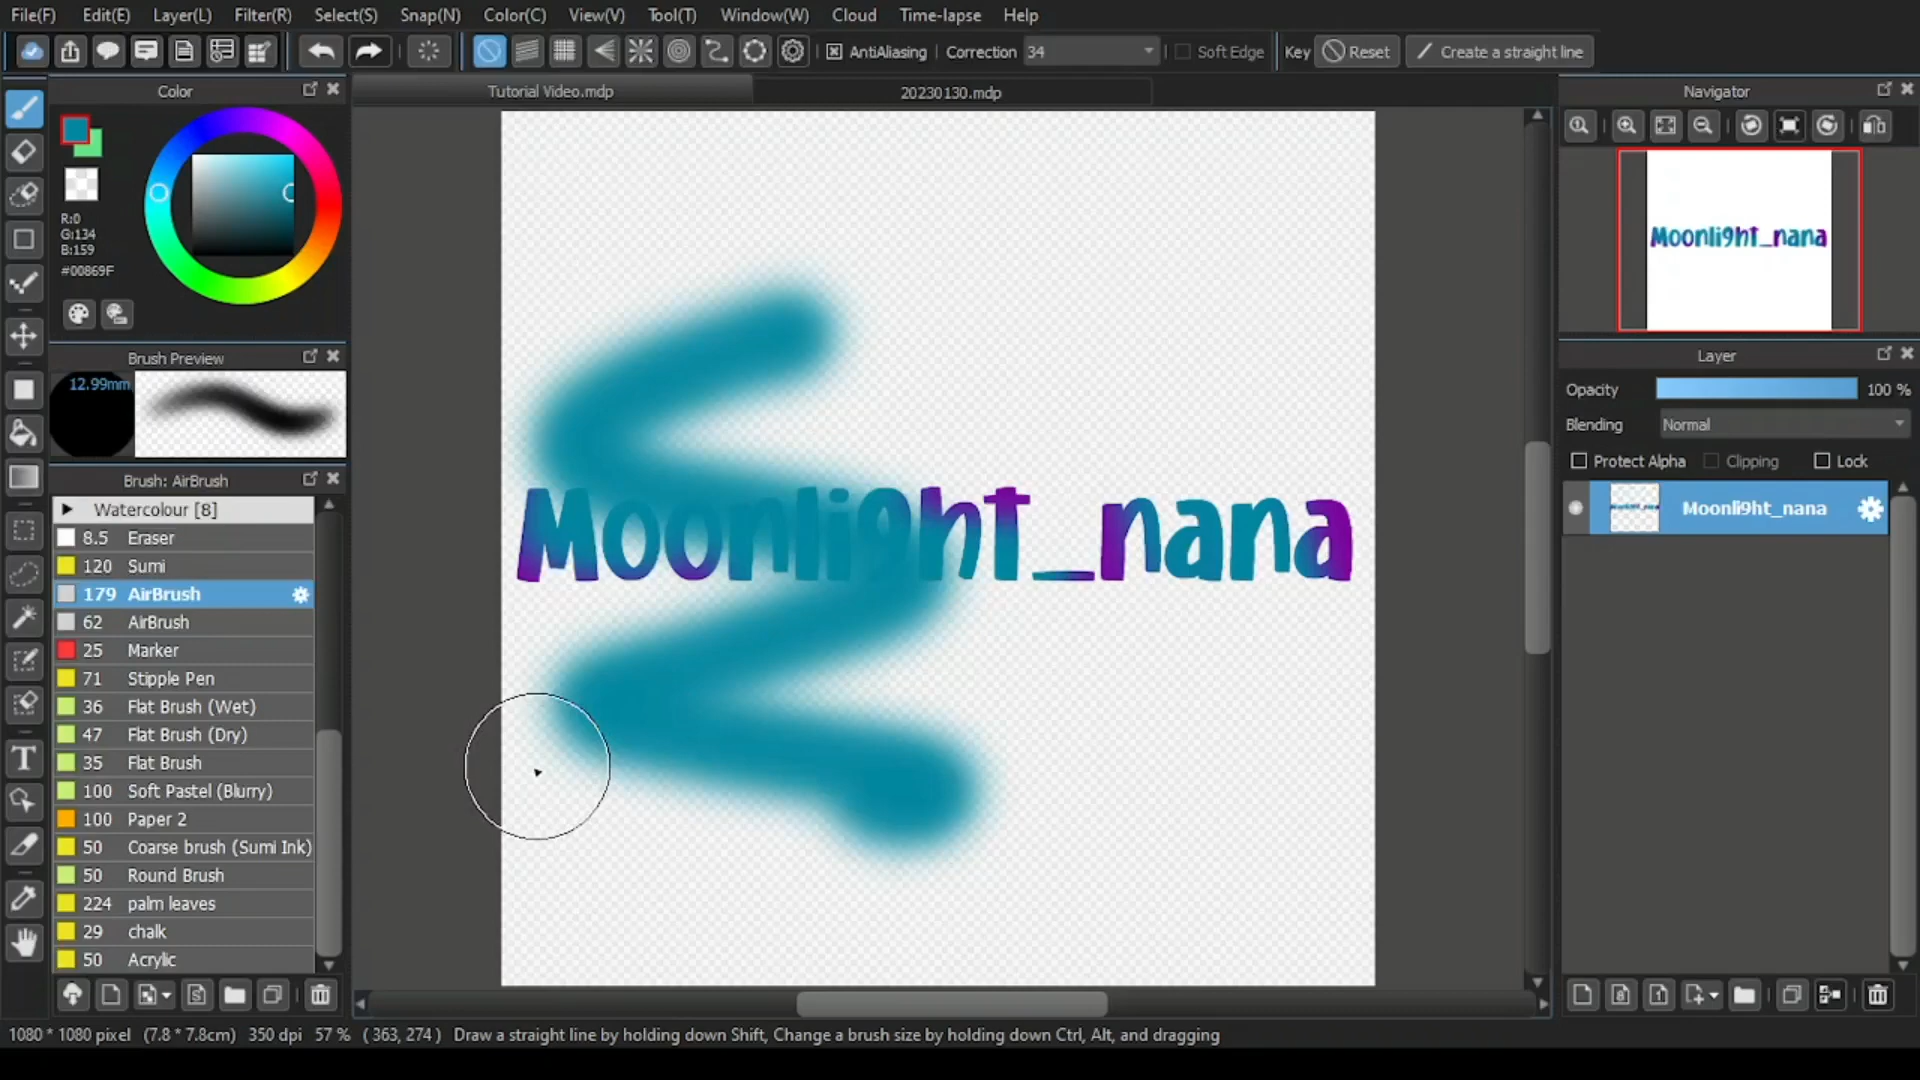 File(F) Edit(E) Layer(L) Filter(R) Select(S) Snap(N) Color(C) View(V) Tool(T) Window(W) Cloud Time-lapse Help
AntiAliasing Correction 34 Soft Edge Key Reset Create a straight line
Color
R:0
G:134
B:159
#00869F
Brush Preview
12.99mm
Brush: AirBrush
Watercolour [8]
8.5 Eraser
120 Sumi
179 AirBrush
62 AirBrush
25 Marker
71 Stipple Pen
36 Flat Brush (Wet)
47 Flat Brush (Dry)
35 Flat Brush
100 Soft Pastel (Blurry)
100 Paper 2
50 Coarse brush (Sumi Ink)
50 Round Brush
224 palm leaves
29 chalk
50 Acrylic
Tutorial Video.mdp 20230130.mdp
Moonli9ht_nana
Navigator
Moonli9ht_nana
Layer
Opacity 100 %
Blending Normal
Protect Alpha Clipping Lock
Moonli9ht_nana
1080 * 1080 pixel (7.8 * 7.8cm) 350 dpi 57 % ( 363, 274 ) Draw a straight line by holding down Shift, Change a brush size by holding down Ctrl, Alt, and dragging